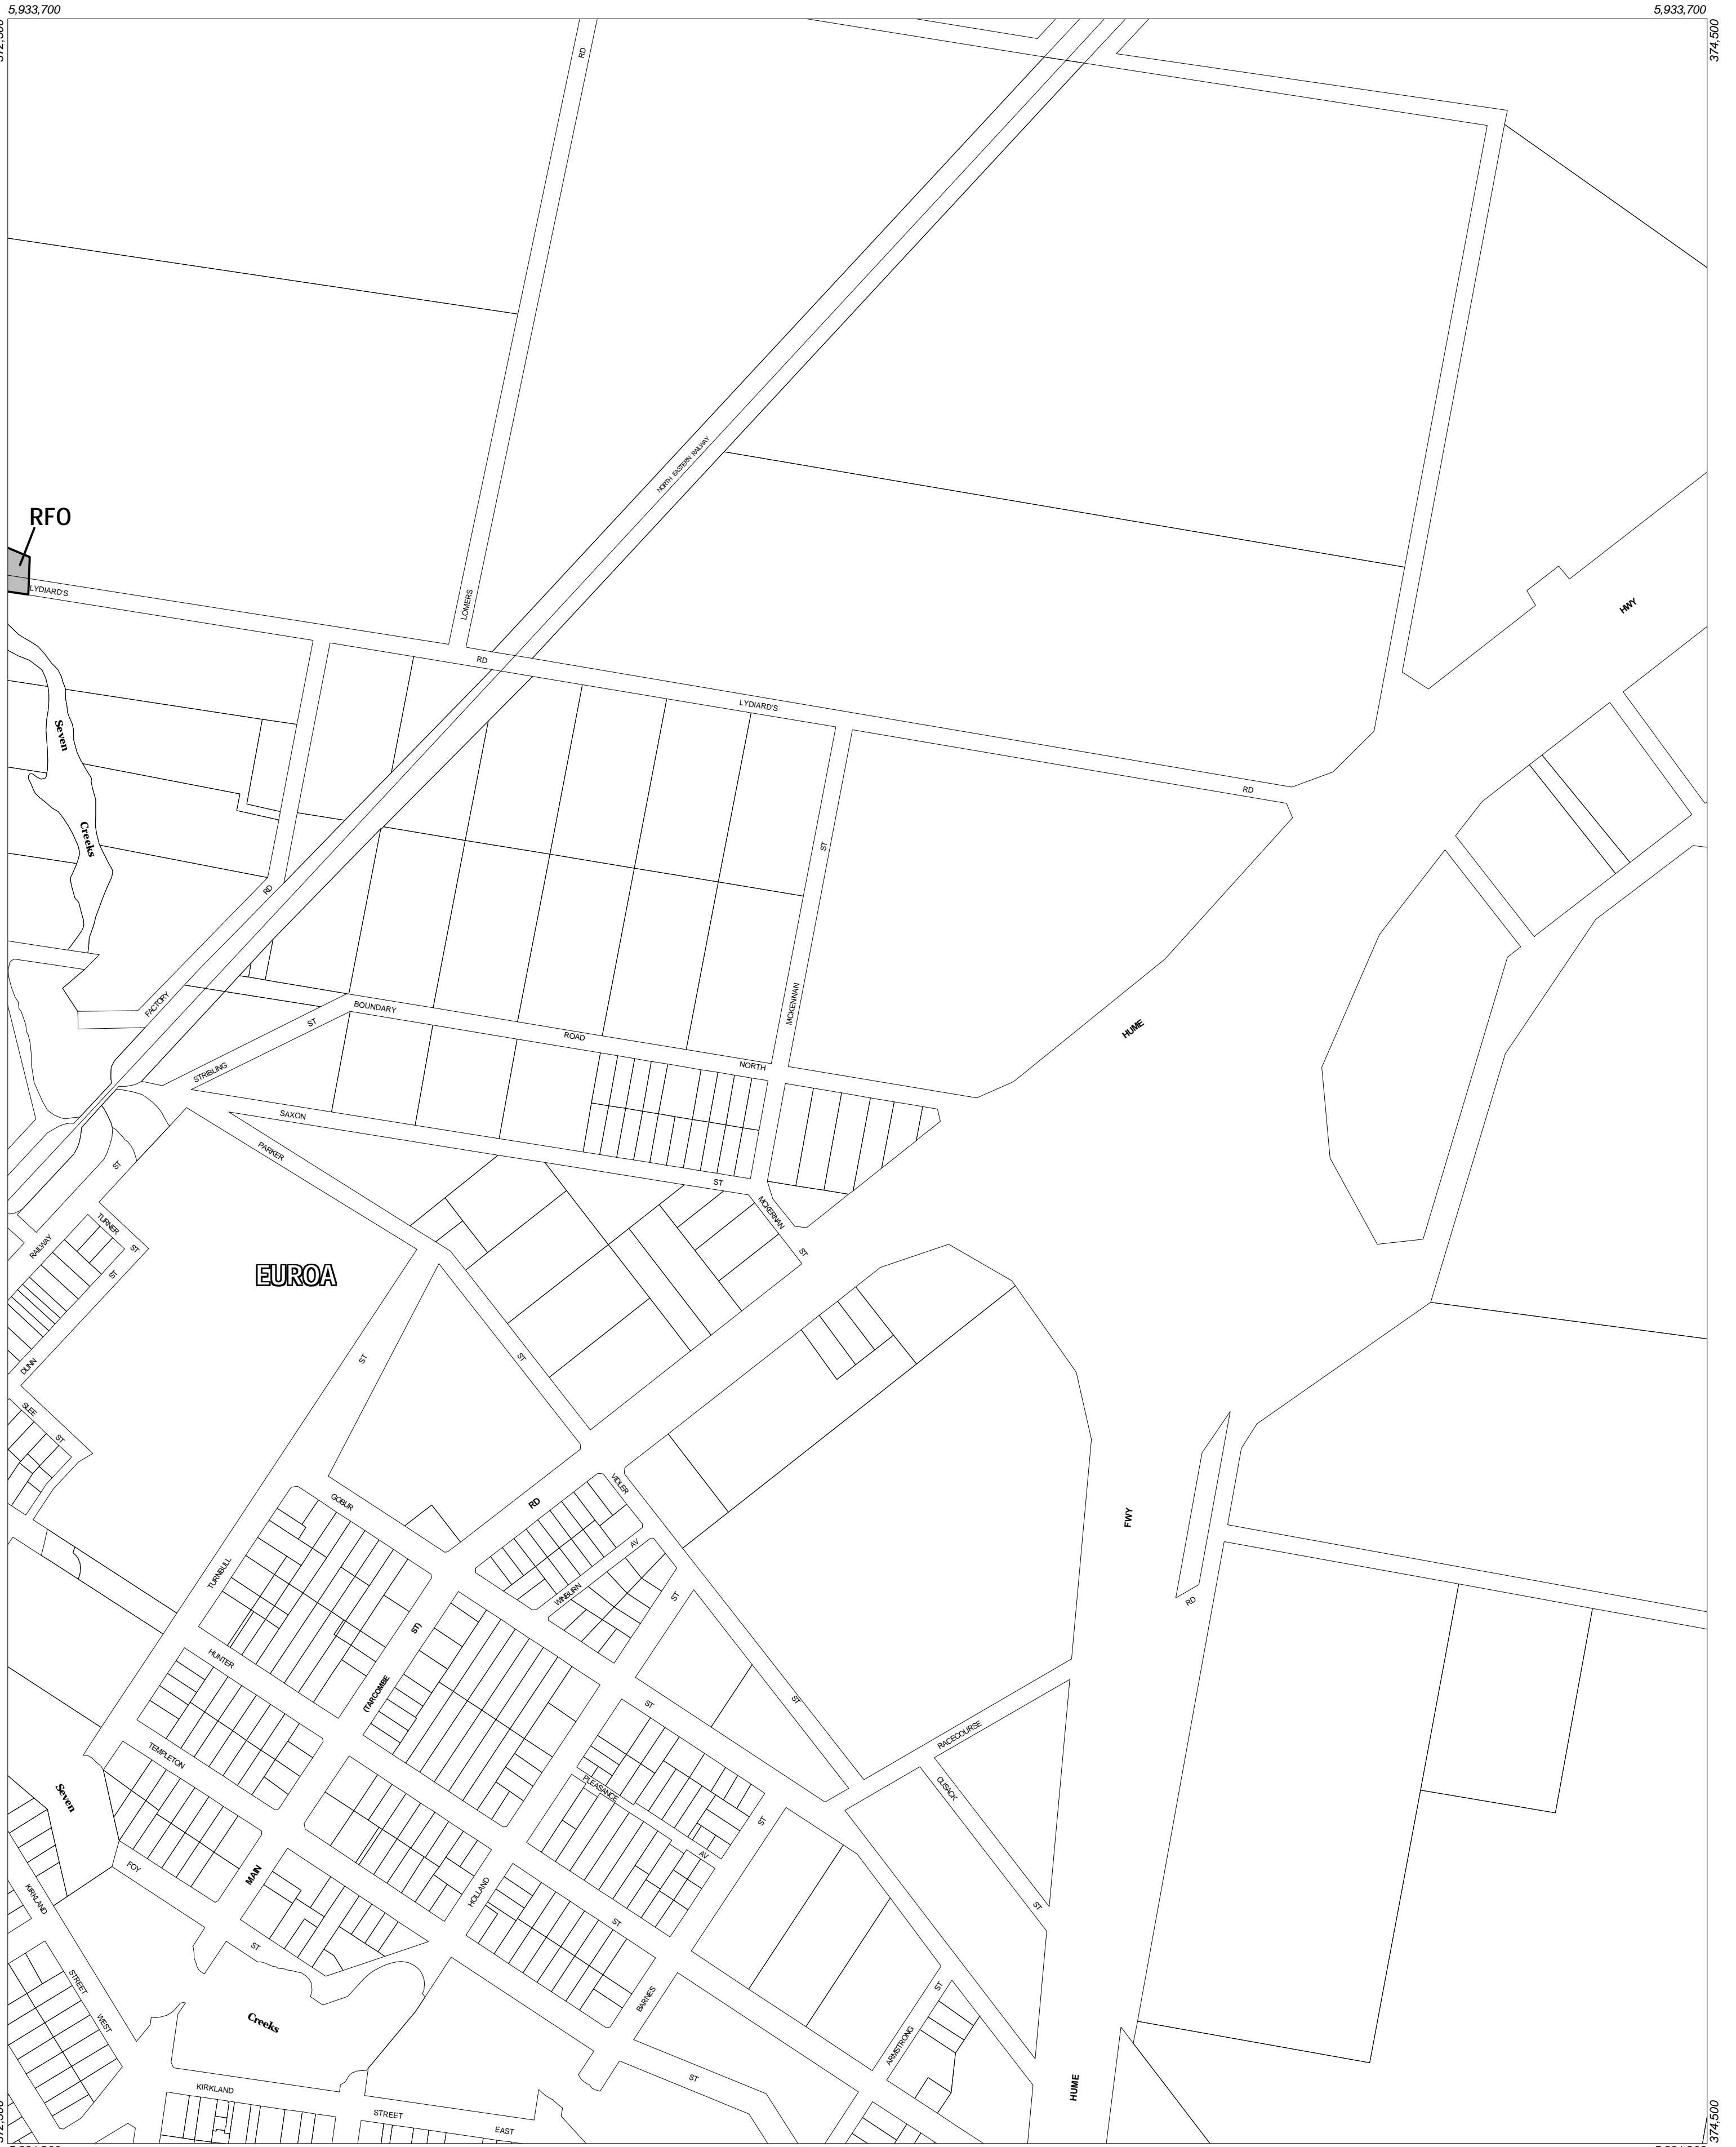 5,933,700
5,933,700
374,500
RD
NORTH EASTERN RAILWAY
RFO
LYDIARD'S
LOMERS
HWY
RD
LYDIARD'S
Seven
RD
Creeks
ST
RD
FACTORY
BOUNDARY
MCKENNAN
ST
ROAD
HUME
NORTH
STRIBLING
SAXON
PARKER
ST
ST
MCKERNAN
TURNER
ST
RAILWAY
ST
ST
EUROA
DUNN
ST
ST
SLEE
ST
VIDLER
GOBUR
RD
FWY
AV
TURNBULL
WINBURN
ST
RD
ST)
HUNTER
(TARCOMBE
ST
ST
RACECOURSE
TEMPLETON
PLEASANCE
CUSACK
Seven
ST
AV
FOY
MAIN
HOLLAND
KIRKLAND
ST
ST
ST
STREET
ST
BARNES
WEST
Creeks
ARMSTRONG
ST
HUME
KIRKLAND
STREET
EAST
374,500